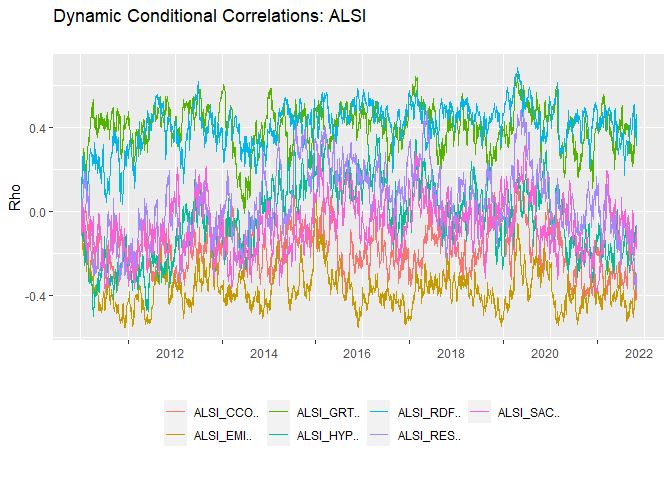 Dynamic Conditional Correlations: ALSI
Rho
0.4
0.0
-0.4
2012 2014 2016 2018 2020 2022
ALSI_CCO.. ALSI_GRT.. ALSI_RDF.. ALSI_SAC..
ALSI_EMI.. ALSI_HYP.. ALSI_RES..